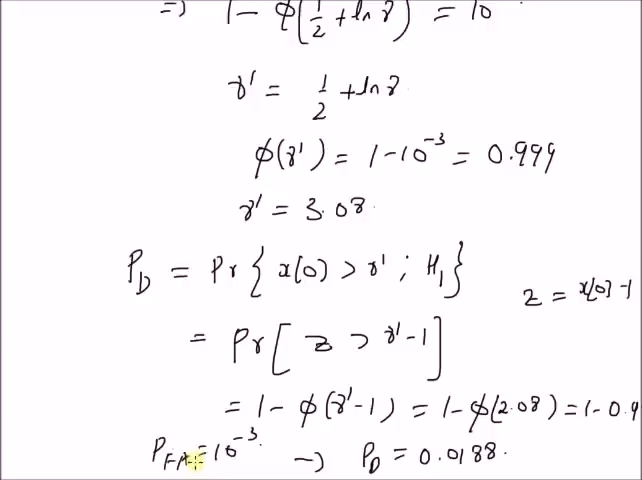 => 1 - φ(1/2 + ln γ) = 10
γ' = 1/2 + ln γ
φ(γ') = 1 - 10^-3 = 0.999
γ' = 3.08
P_D = Pr{ x[0] > γ' ; H_1 }
z = x[0] - 1
= Pr[ z > γ' - 1 ]
= 1 - φ(γ' - 1) = 1 - φ(2.08) = 1 - 0.9
P_FA = 10^-3. → P_D = 0.0188.